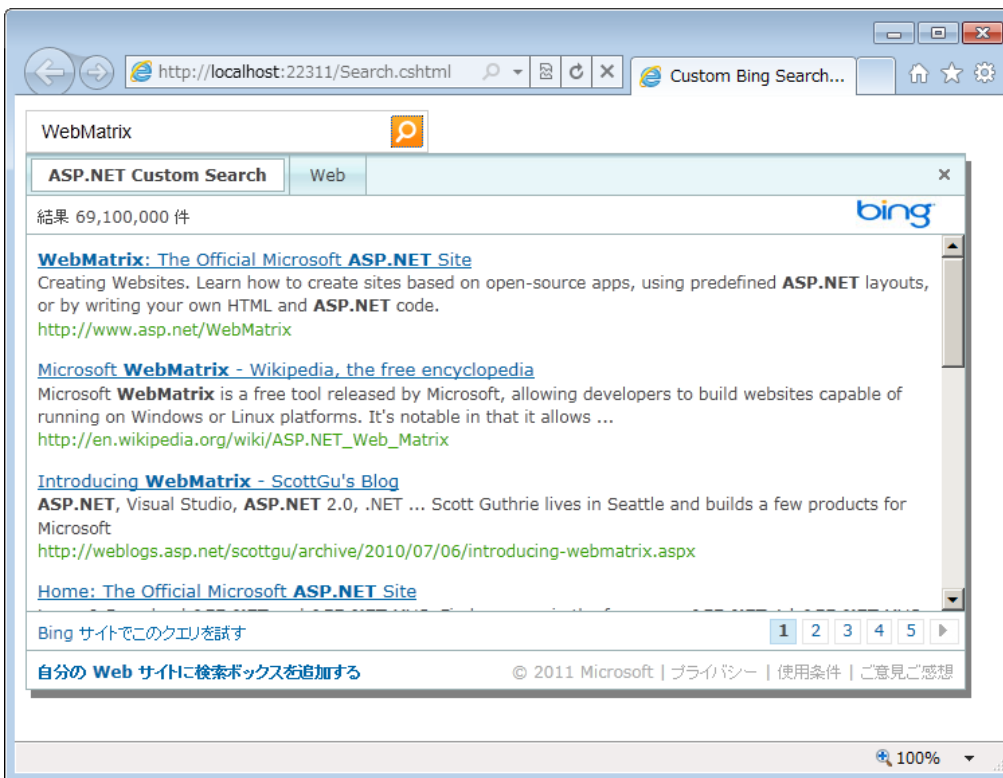 http://localhost:22311/Search.cshtml
Custom Bing Search...
WebMatrix
ASP.NET Custom Search
Web
結果 69,100,000 件
bing
WebMatrix: The Official Microsoft ASP.NET Site
Creating Websites. Learn how to create sites based on open-source apps, using predefined ASP.NET layouts,
or by writing your own HTML and ASP.NET code.
http://www.asp.net/WebMatrix
Microsoft WebMatrix - Wikipedia, the free encyclopedia
Microsoft WebMatrix is a free tool released by Microsoft, allowing developers to build websites capable of
running on Windows or Linux platforms. It's notable in that it allows ...
http://en.wikipedia.org/wiki/ASP.NET_Web_Matrix
Introducing WebMatrix - ScottGu's Blog
ASP.NET, Visual Studio, ASP.NET 2.0, .NET ... Scott Guthrie lives in Seattle and builds a few products for
Microsoft
http://weblogs.asp.net/scottgu/archive/2010/07/06/introducing-webmatrix.aspx
Home: The Official Microsoft ASP.NET Site
Bing サイトでこのクエリを試す
1 2 3 4 5
自分の Web サイトに検索ボックスを追加する
© 2011 Microsoft | プライバシー | 使用条件 | ご意見ご感想
100%